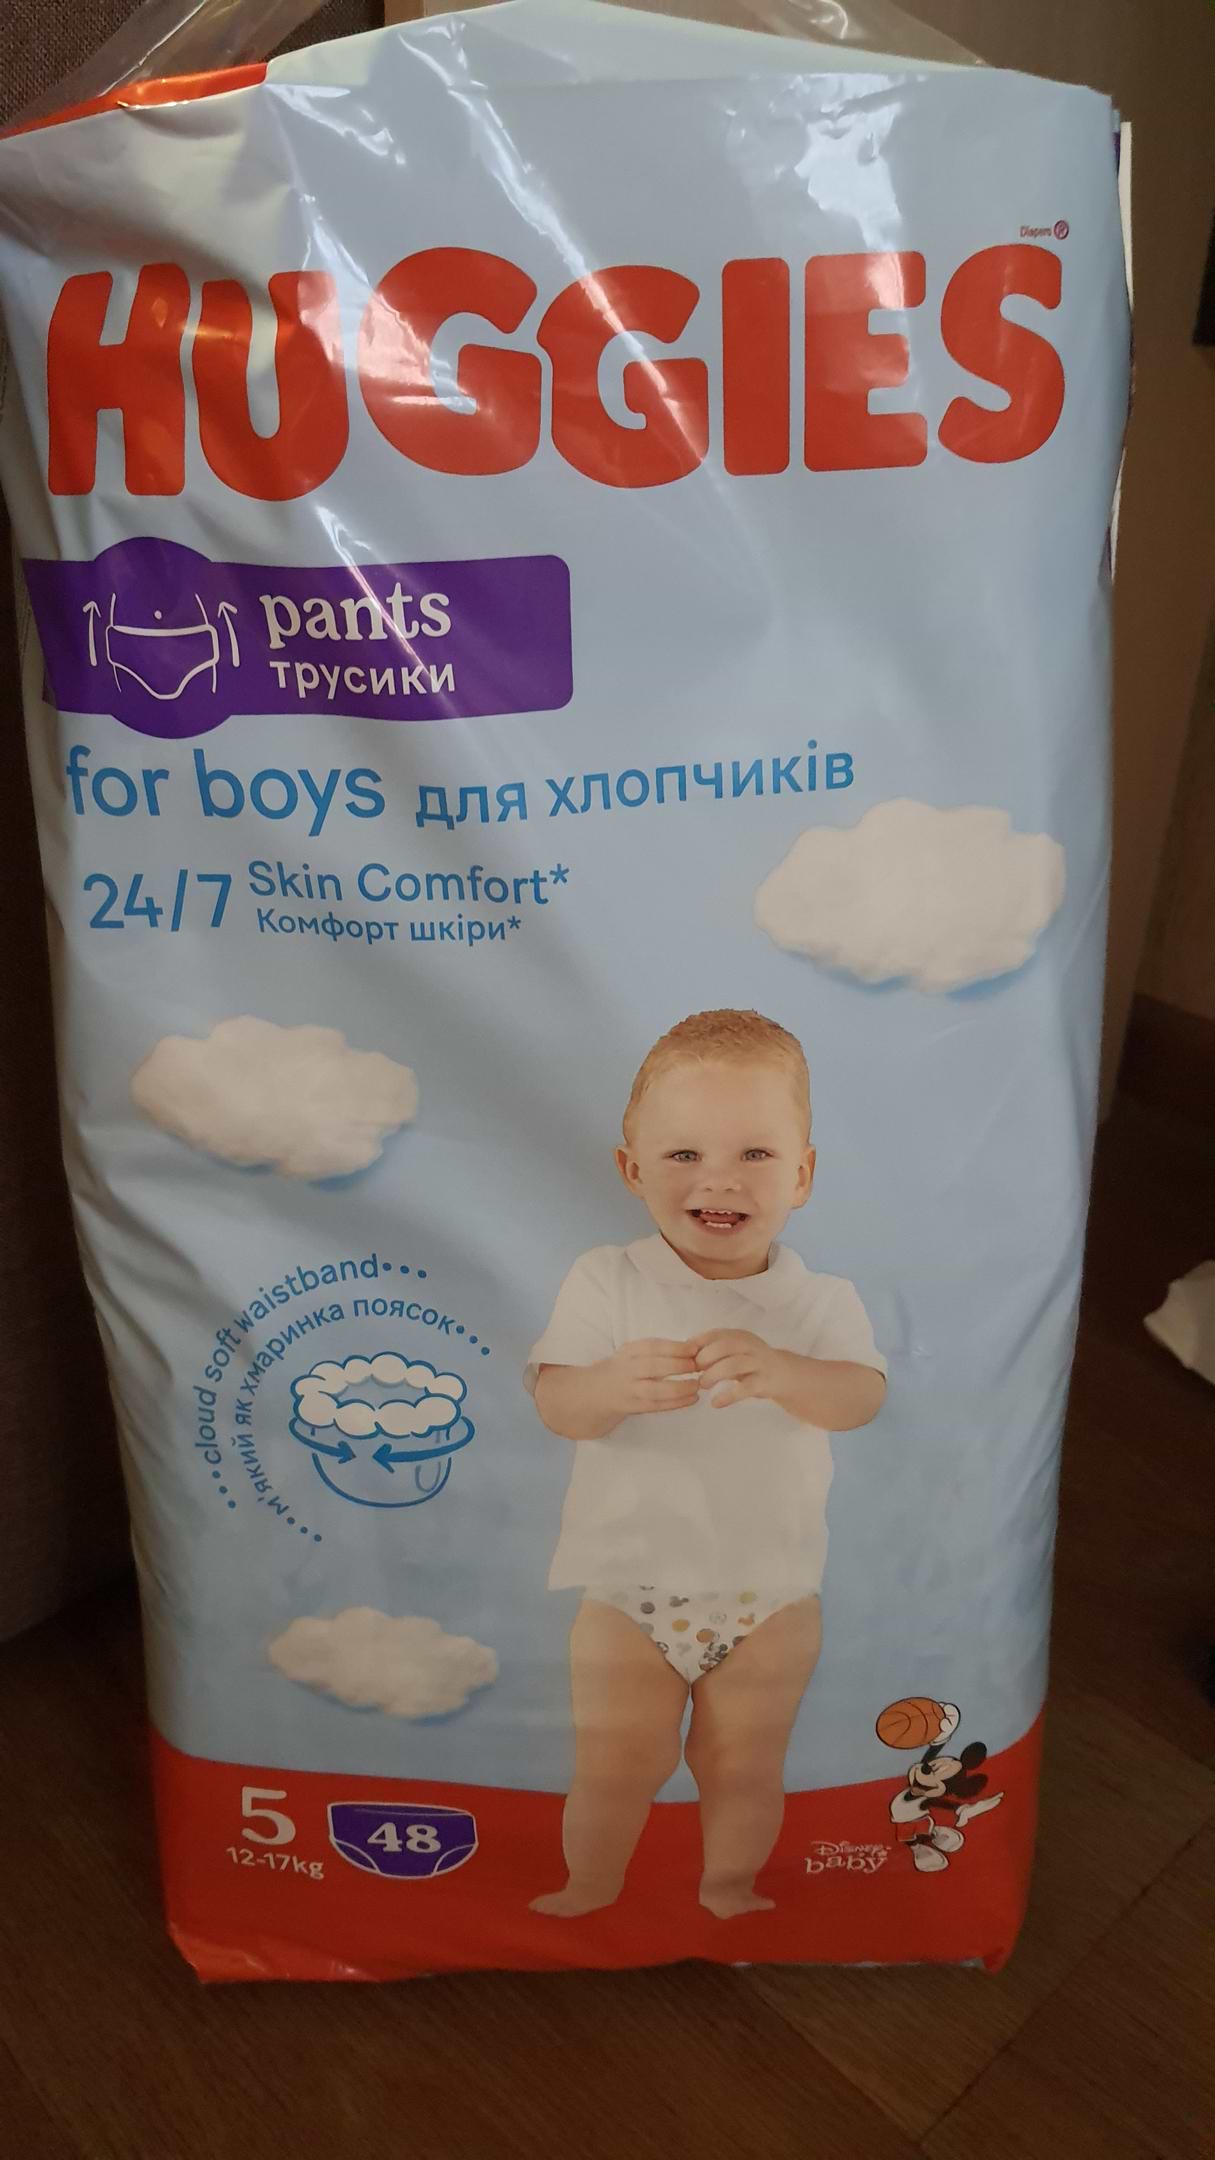 Diapers ®
HUGGIES
pants
трусики
for boys для хлопчиків
24/7 Skin Comfort*
Комфорт шкіри*
cloud soft waistband
м'який як хмаринка поясок
5
12-17kg
48
Disney
baby